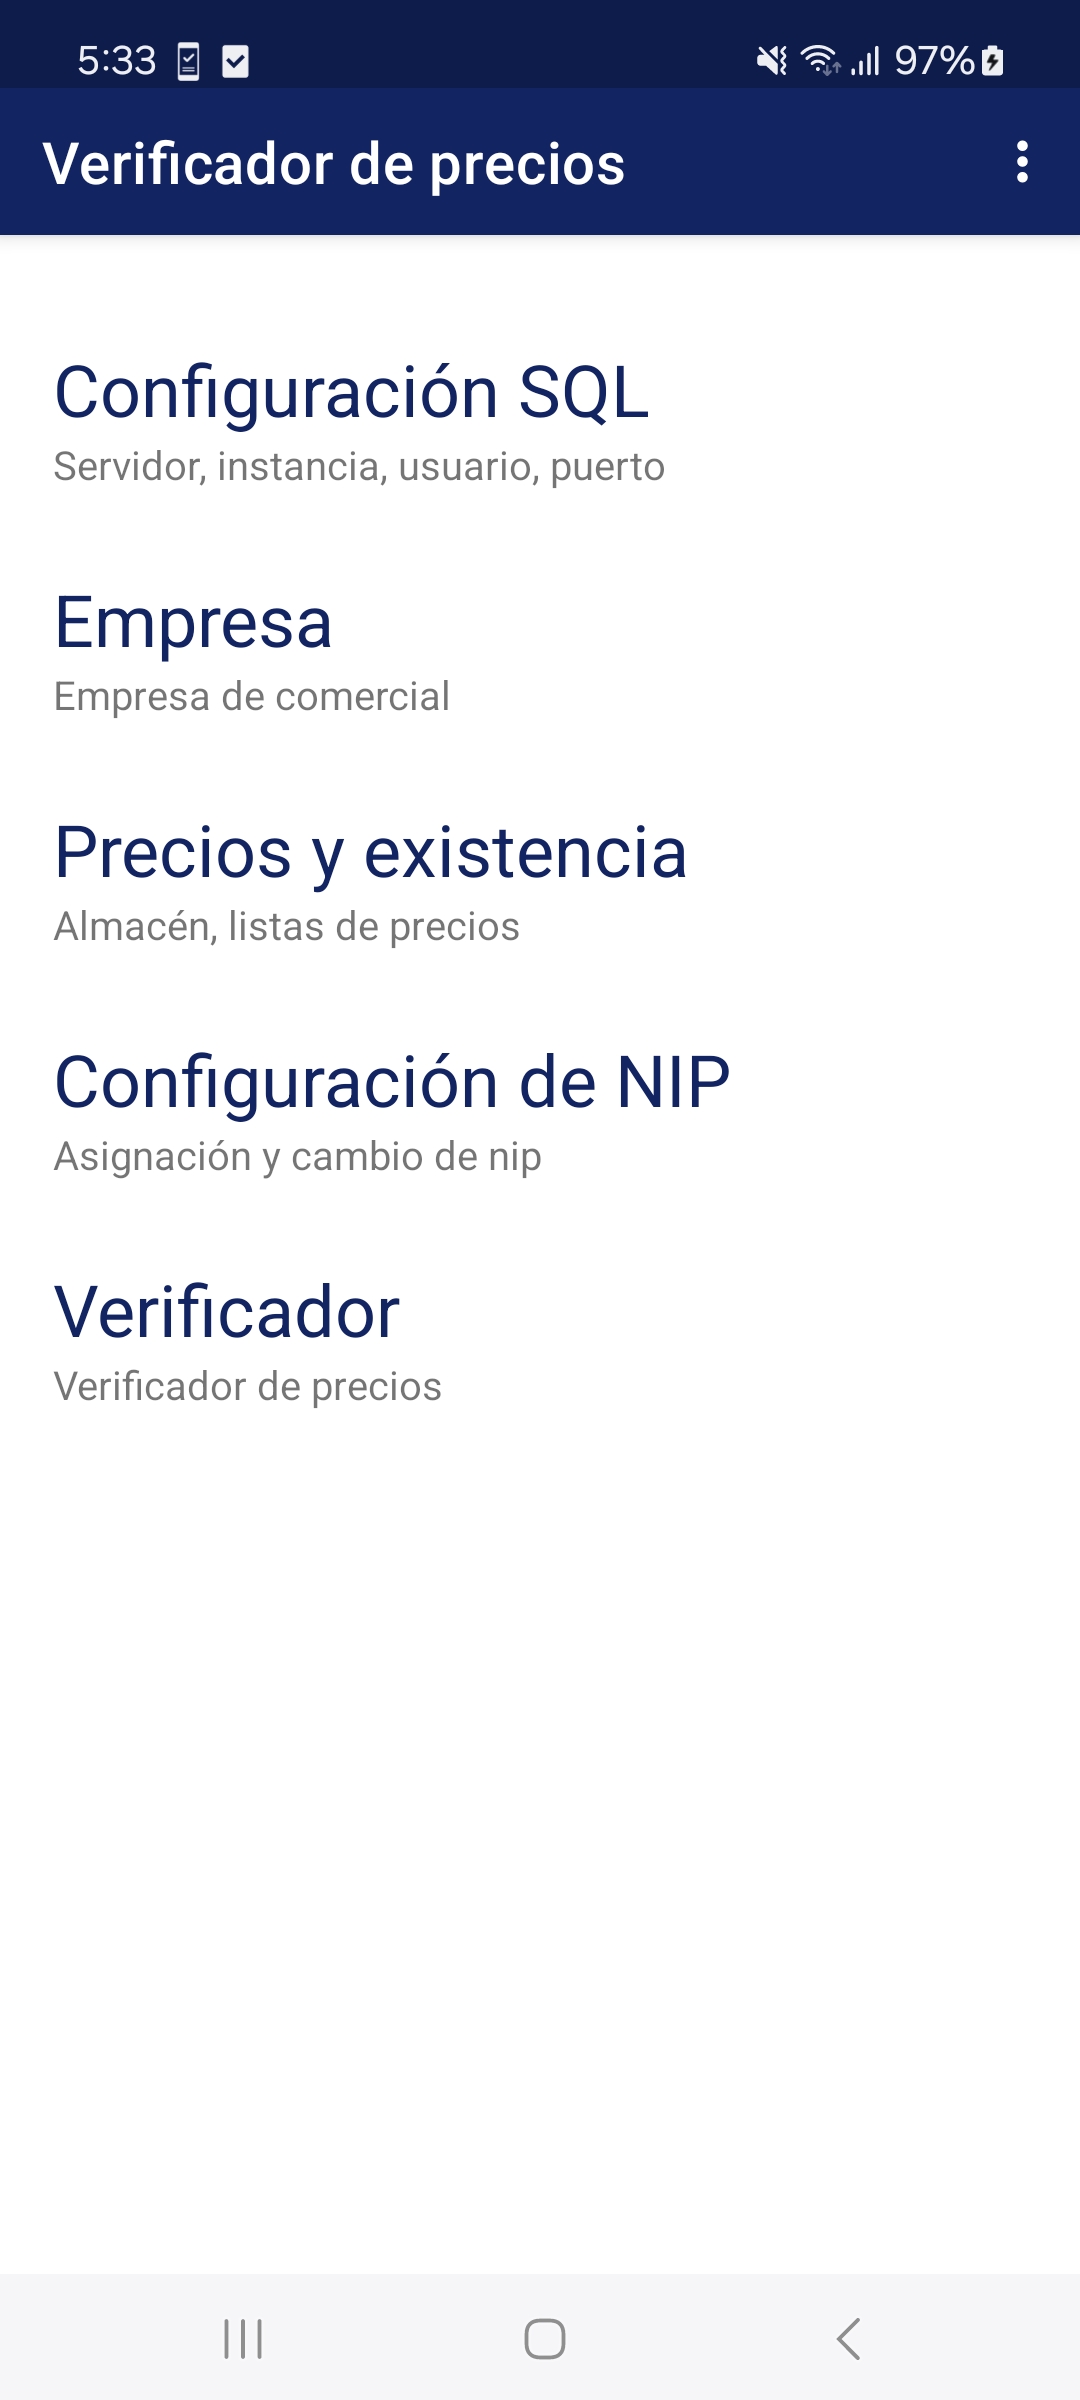 5:33 97%
Verificador de precios
Configuración SQL
Servidor, instancia, usuario, puerto
Empresa
Empresa de comercial
Precios y existencia
Almacén, listas de precios
Configuración de NIP
Asignación y cambio de nip
Verificador
Verificador de precios